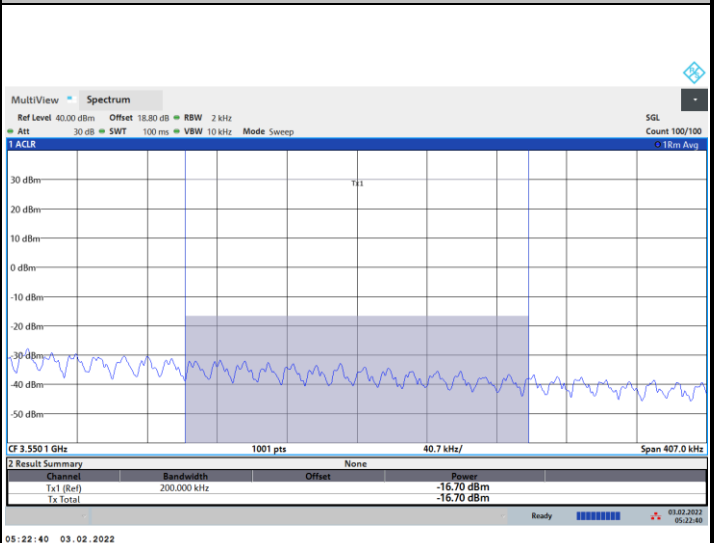 MultiView Spectrum
Ref Level 40.00 dBm Offset 18.80 dB RBW 2 kHz SGL
Att 30 dB SWT 100 ms VBW 10 kHz Mode Sweep Count 100/100
1 ACLR 1Rm Avg
Tx1
30 dBm
20 dBm
10 dBm
0 dBm
-10 dBm
-20 dBm
-30 dBm
-40 dBm
-50 dBm
CF 3.5501 GHz 1001 pts 40.7 kHz/ Span 407.0 kHz
2 Result Summary None
Channel Bandwidth Offset Power
Tx1 (Ref) 200.000 kHz -16.70 dBm
Tx Total -16.70 dBm
Ready 03.02.2022
05:22:40
05:22:40 03.02.2022